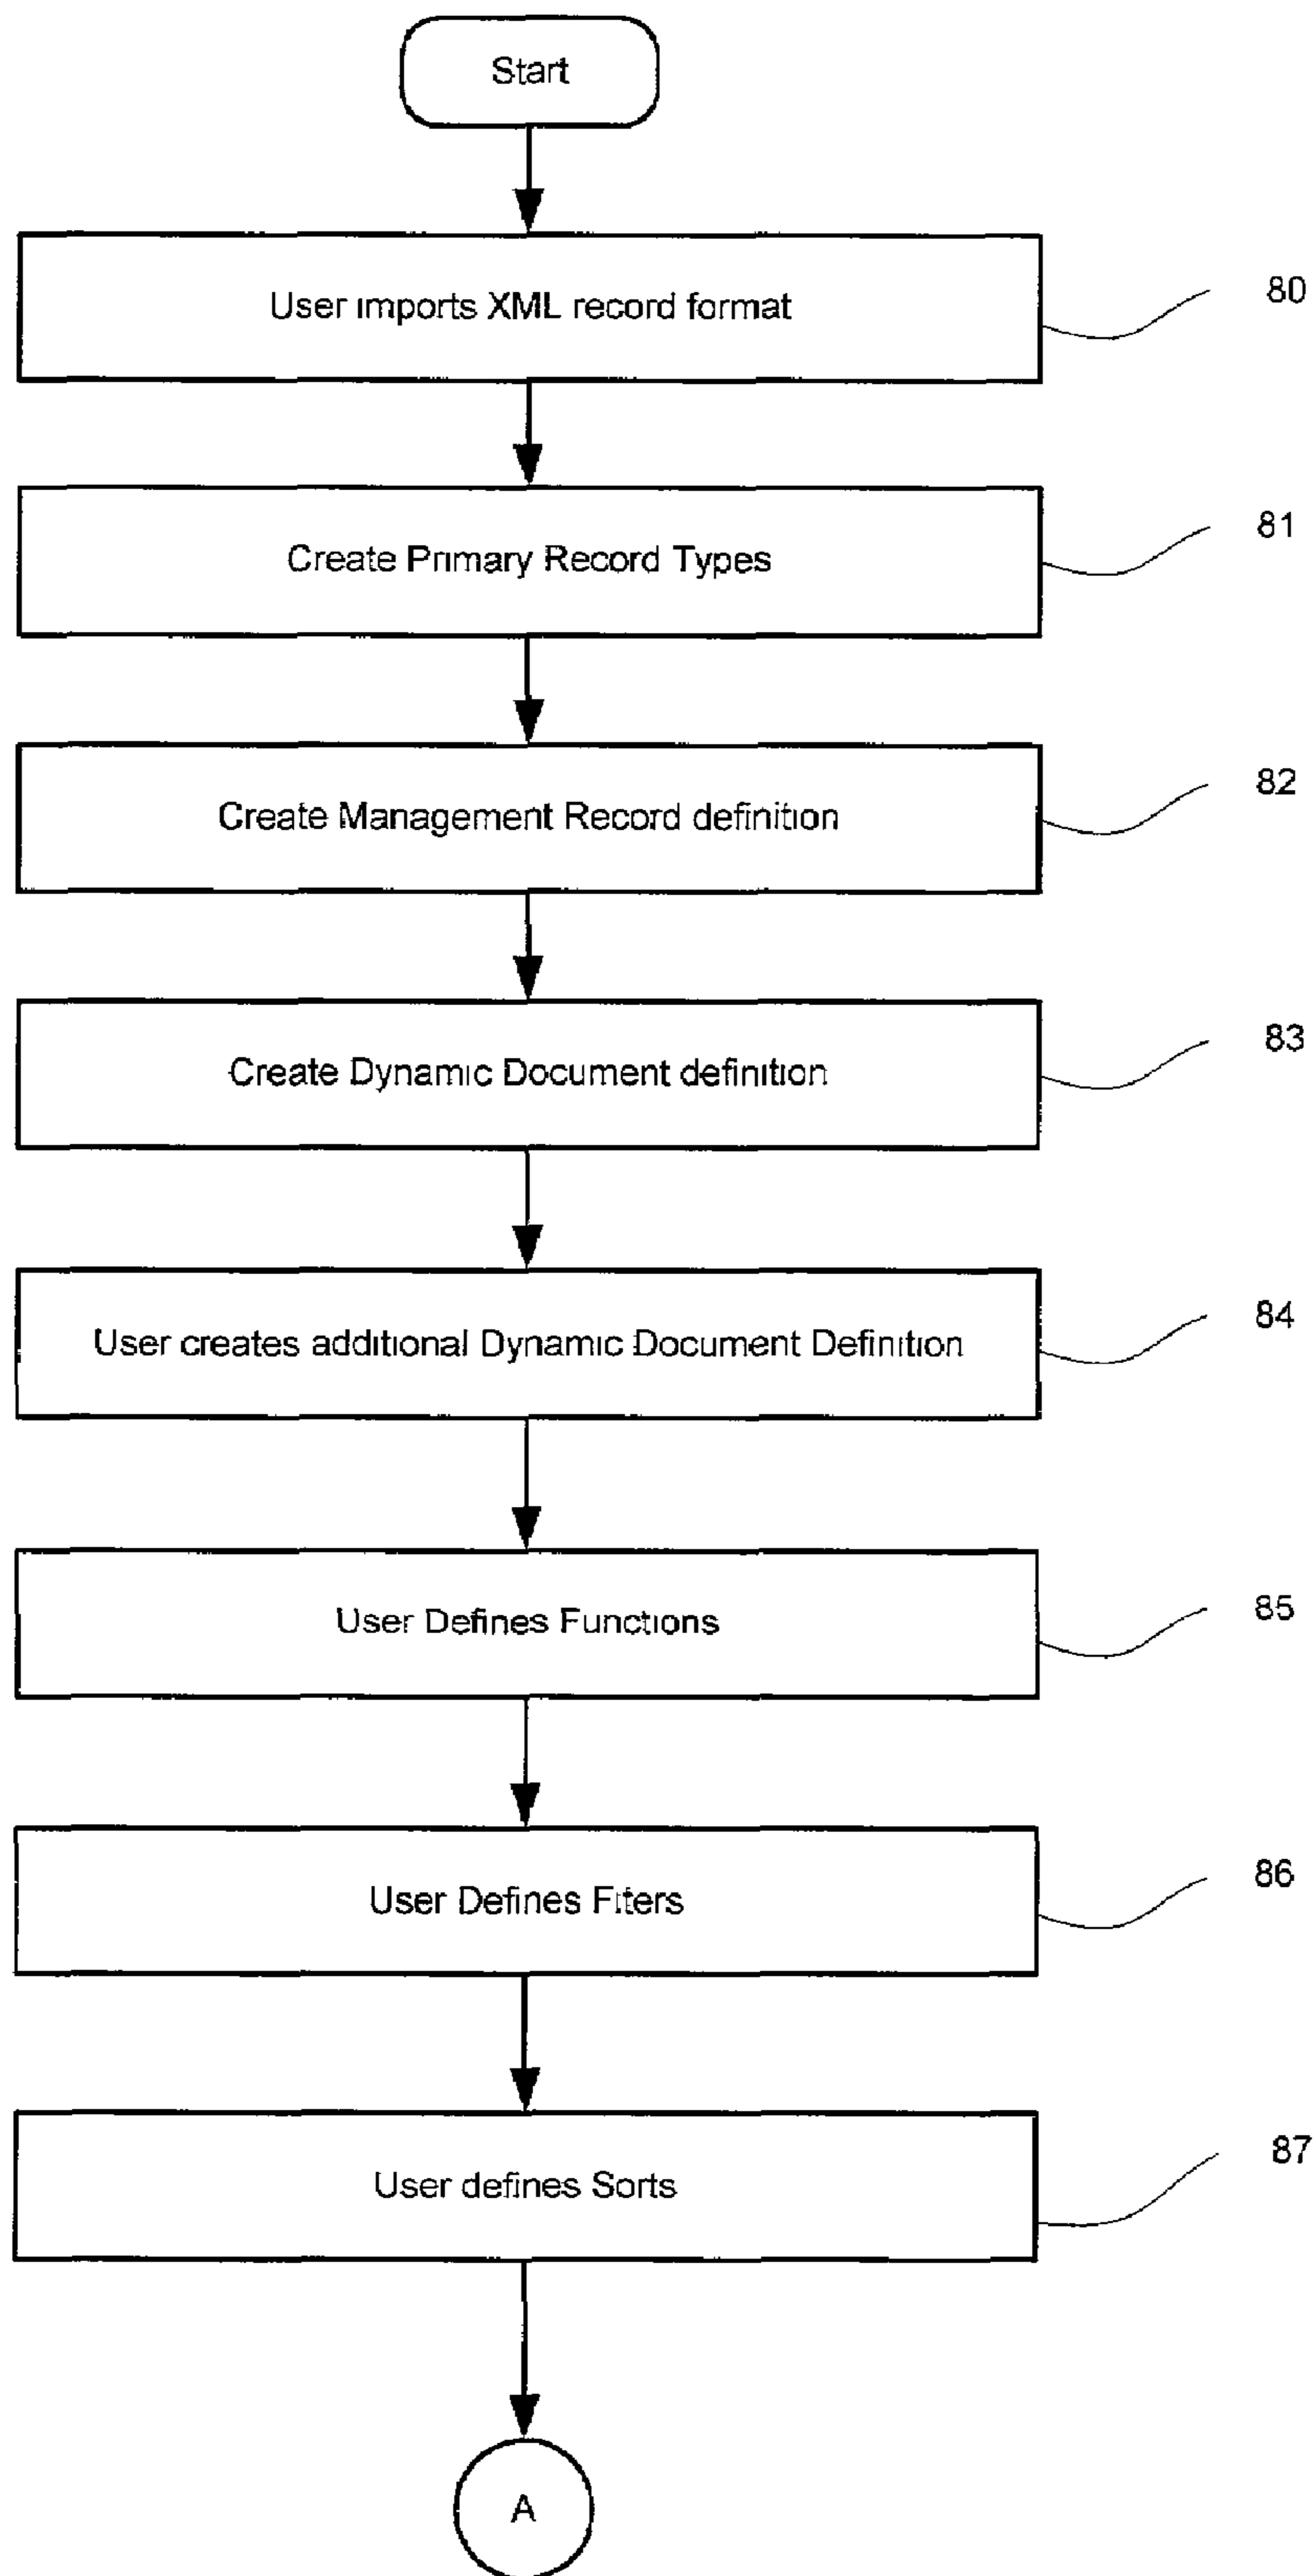 Start
User imports XML record format
80
Create Primary Record Types
81
Create Management Record definition
82
Create Dynamic Document definition
83
User creates additional Dynamic Document Definition
84
User Defines Functions
85
User Defines Fiters
86
User defines Sorts
87
A